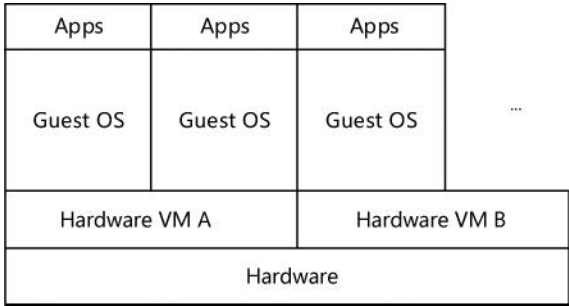 Apps Apps Apps
Guest OS Guest OS Guest OS ...
Hardware VM A Hardware VM B
Hardware